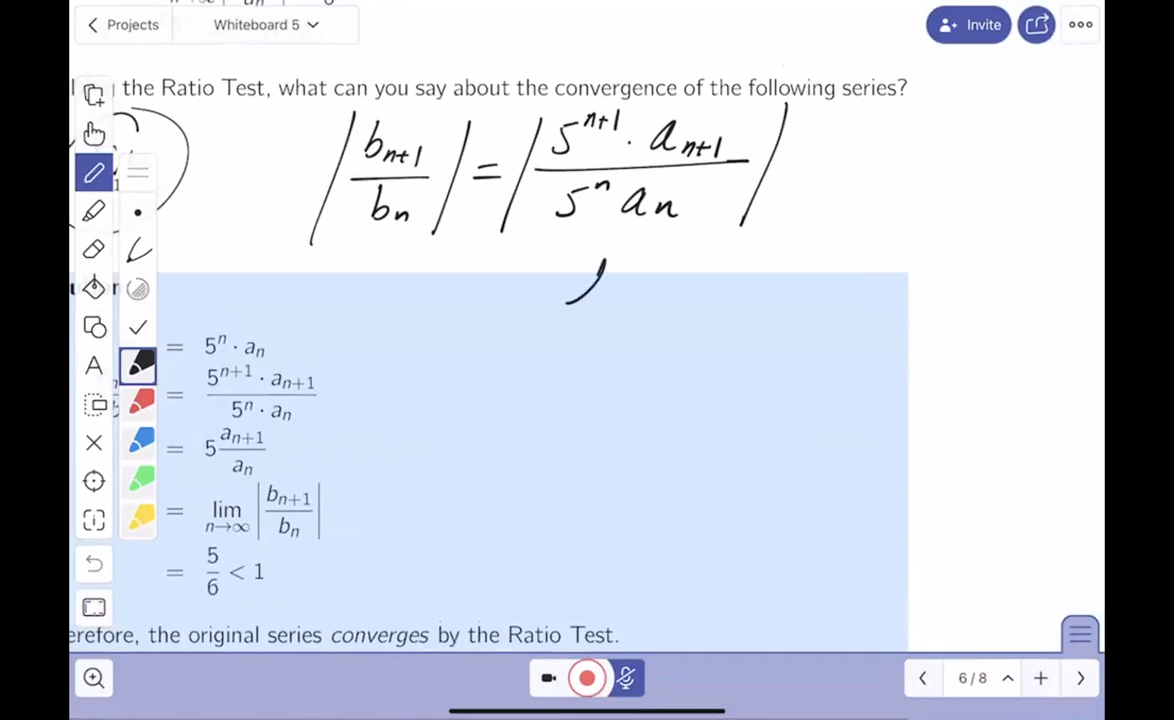 Projects
Whiteboard 5
Invite
the Ratio Test, what can you say about the convergence of the following series?
|b_{n+1}/b_n| = |5^{n+1} · a_{n+1}/5^n a_n|
= 5^n · a_n
= 5^{n+1} · a_{n+1}/5^n · a_n
= 5 a_{n+1}/a_n
= lim_{n→∞} |b_{n+1}/b_n|
= 5/6 < 1
erefore, the original series converges by the Ratio Test.
A
6/8